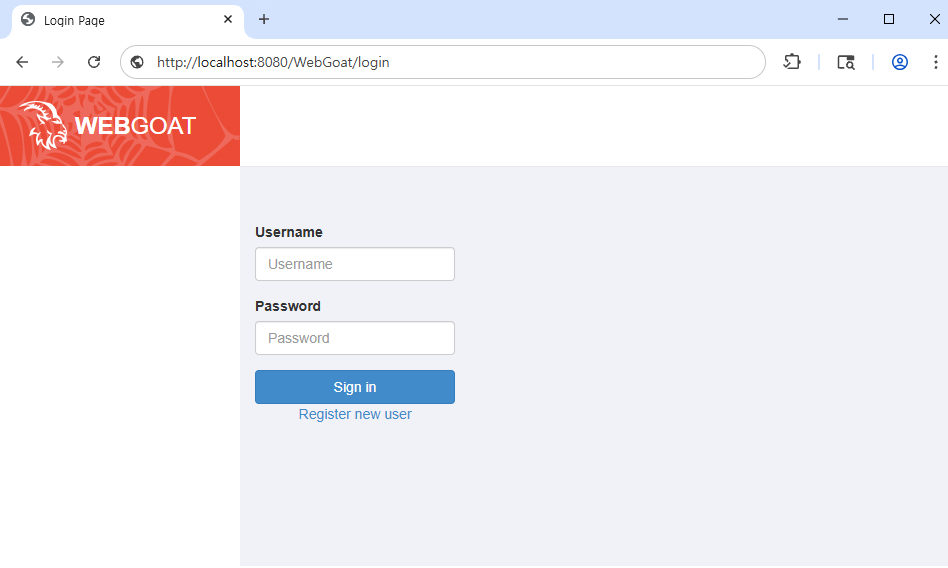 Login Page
http://localhost:8080/WebGoat/login
WEBGOAT
Username
Username
Password
Password
Sign in
Register new user